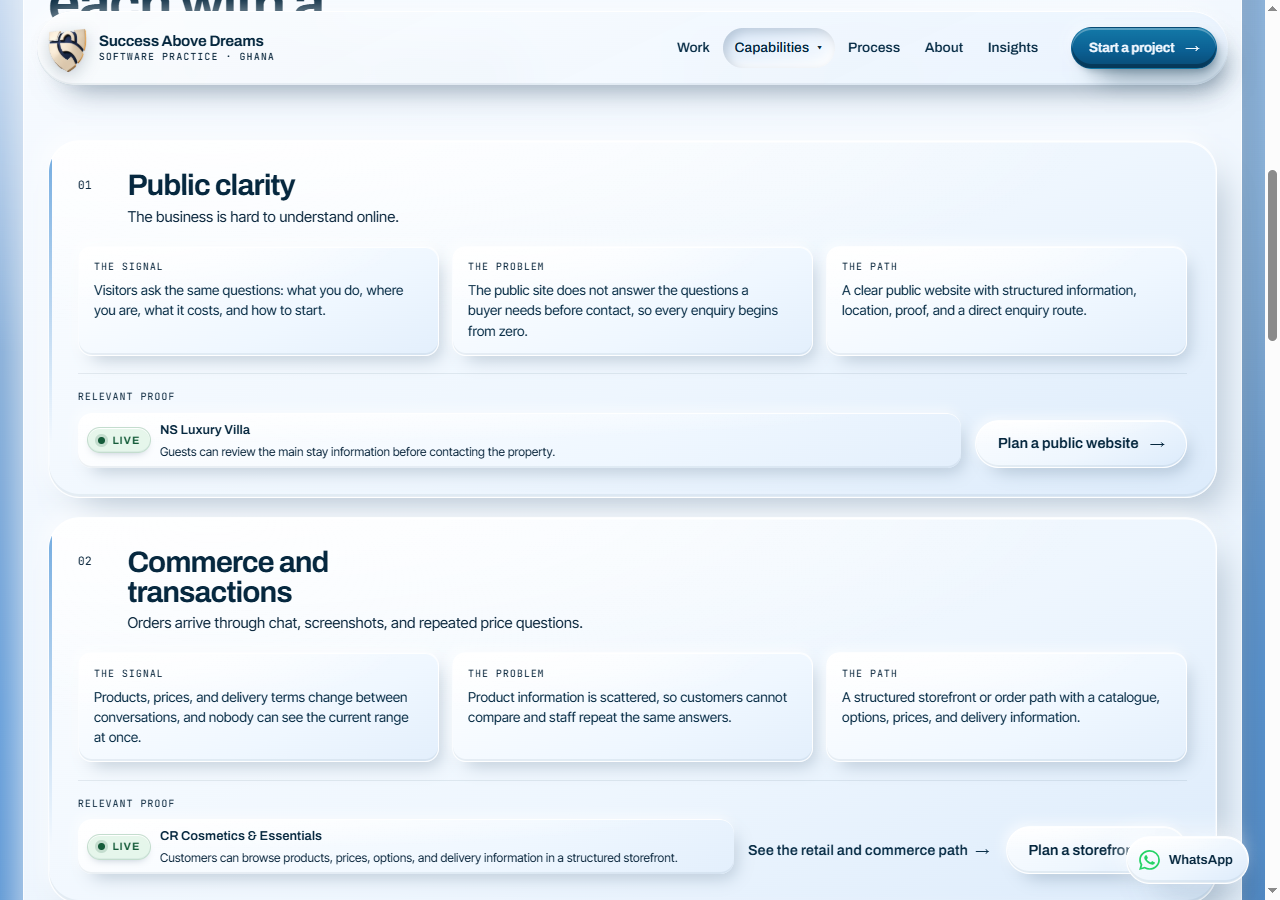 each with a
Success Above Dreams
SOFTWARE PRACTICE · GHANA
Work
Capabilities
Process
About
Insights
Start a project →
01
Public clarity
The business is hard to understand online.
THE SIGNAL
Visitors ask the same questions: what you do, where
you are, what it costs, and how to start.
THE PROBLEM
The public site does not answer the questions a
buyer needs before contact, so every enquiry begins
from zero.
THE PATH
A clear public website with structured information,
location, proof, and a direct enquiry route.
RELEVANT PROOF
LIVE
NS Luxury Villa
Guests can review the main stay information before contacting the property.
Plan a public website →
02
Commerce and
transactions
Orders arrive through chat, screenshots, and repeated price questions.
THE SIGNAL
Products, prices, and delivery terms change between
conversations, and nobody can see the current range
at once.
THE PROBLEM
Product information is scattered, so customers cannot
compare and staff repeat the same answers.
THE PATH
A structured storefront or order path with a catalogue,
options, prices, and delivery information.
RELEVANT PROOF
LIVE
CR Cosmetics & Essentials
Customers can browse products, prices, options, and delivery information in a structured storefront.
See the retail and commerce path →
Plan a
WhatsApp